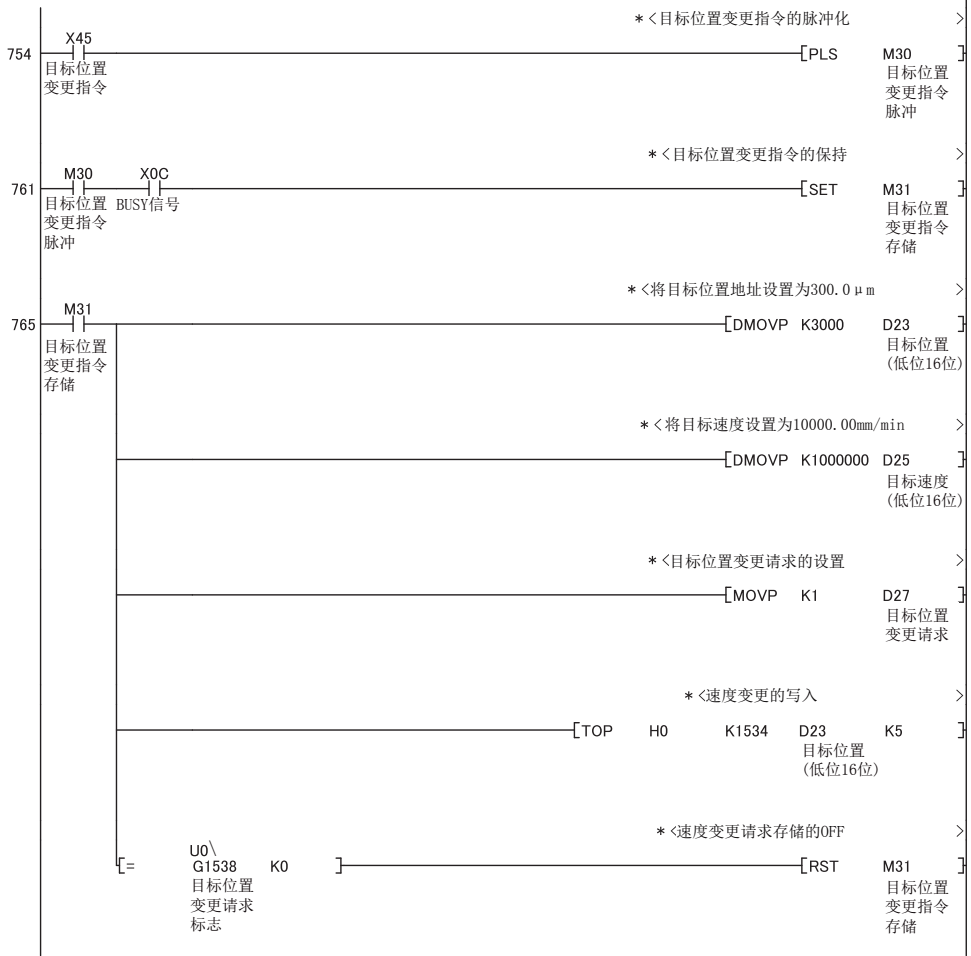 *<目标位置变更指令的脉冲化 >
X45
754 [PLS M30 ]
目标位置 目标位置
变更指令 变更指令
脉冲
*<目标位置变更指令的保持 >
M30 X0C
761 [SET M31 ]
目标位置 BUSY信号 目标位置
变更指令 变更指令
脉冲 存储
*<将目标位置地址设置为300.0μm >
M31
765 [DMOVP K3000 D23 ]
目标位置 目标位置
变更指令 (低位16位)
存储
*<将目标速度设置为10000.00mm/min >
[DMOVP K1000000 D25 ]
目标速度
(低位16位)
*<目标位置变更请求的设置 >
[MOVP K1 D27 ]
目标位置
变更请求
*<速度变更的写入 >
[TOP H0 K1534 D23 K5 ]
目标位置
(低位16位)
*<速度变更请求存储的OFF >
U0\
[= G1538 K0 ] [RST M31 ]
目标位置 目标位置
变更请求 变更指令
标志 存储